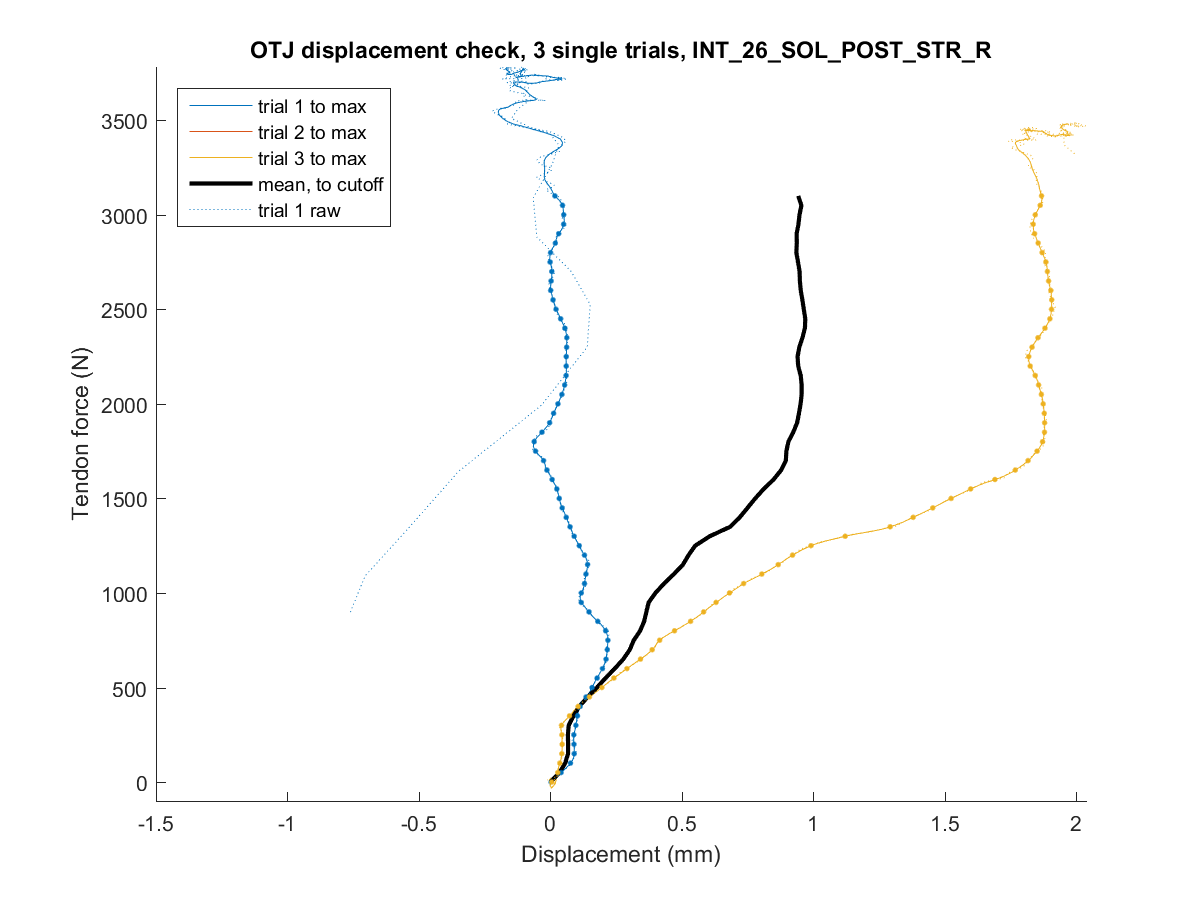 OTJ displacement check, 3 single trials, INT_26_SOL_POST_STR_R
trial 1 to max
trial 2 to max
trial 3 to max
mean, to cutoff
trial 1 raw
Tendon force (N)
3500
3000
2500
2000
1500
1000
500
0
-1.5
-1
-0.5
0
0.5
1
1.5
2
Displacement (mm)